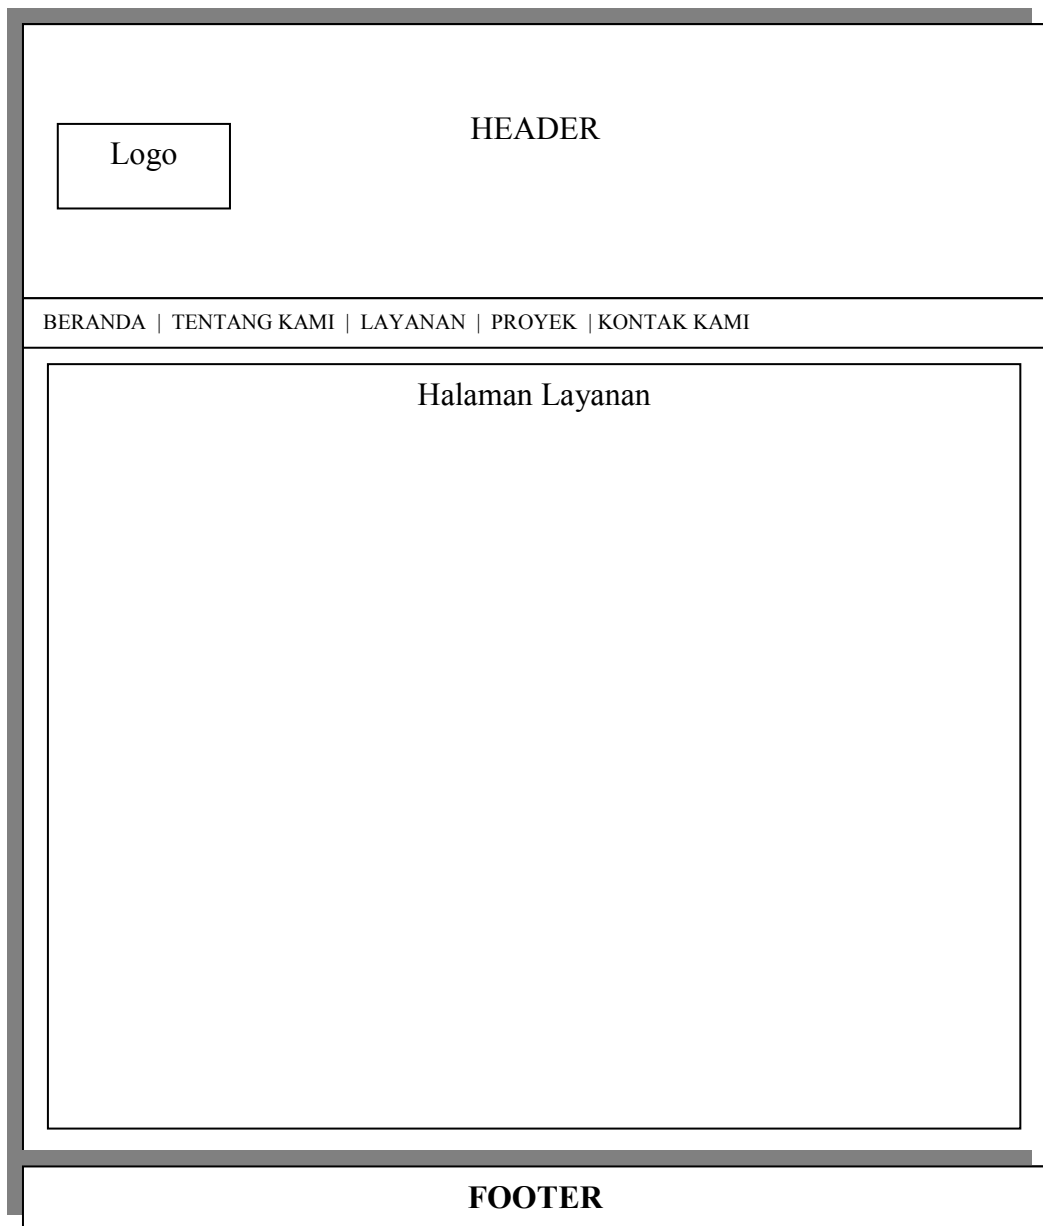 HEADER
Logo
BERANDA | TENTANG KAMI | LAYANAN | PROYEK | KONTAK KAMI
Halaman Layanan
FOOTER